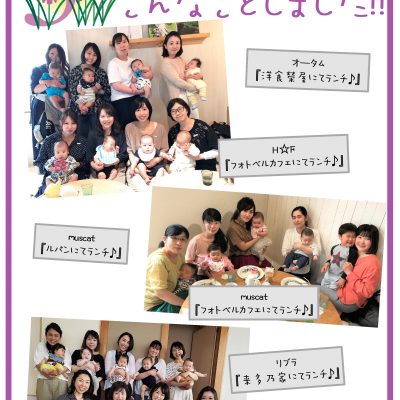 こんなことしました!!
オータム
『洋食榮屋にてランチ♪』
H☆F
『フォトベルカフェにてランチ♪』
muscat
『ルパンにてランチ♪』
muscat
『フォトベルカフェにてランチ♪』
リブラ
『幸多乃家にてランチ♪』